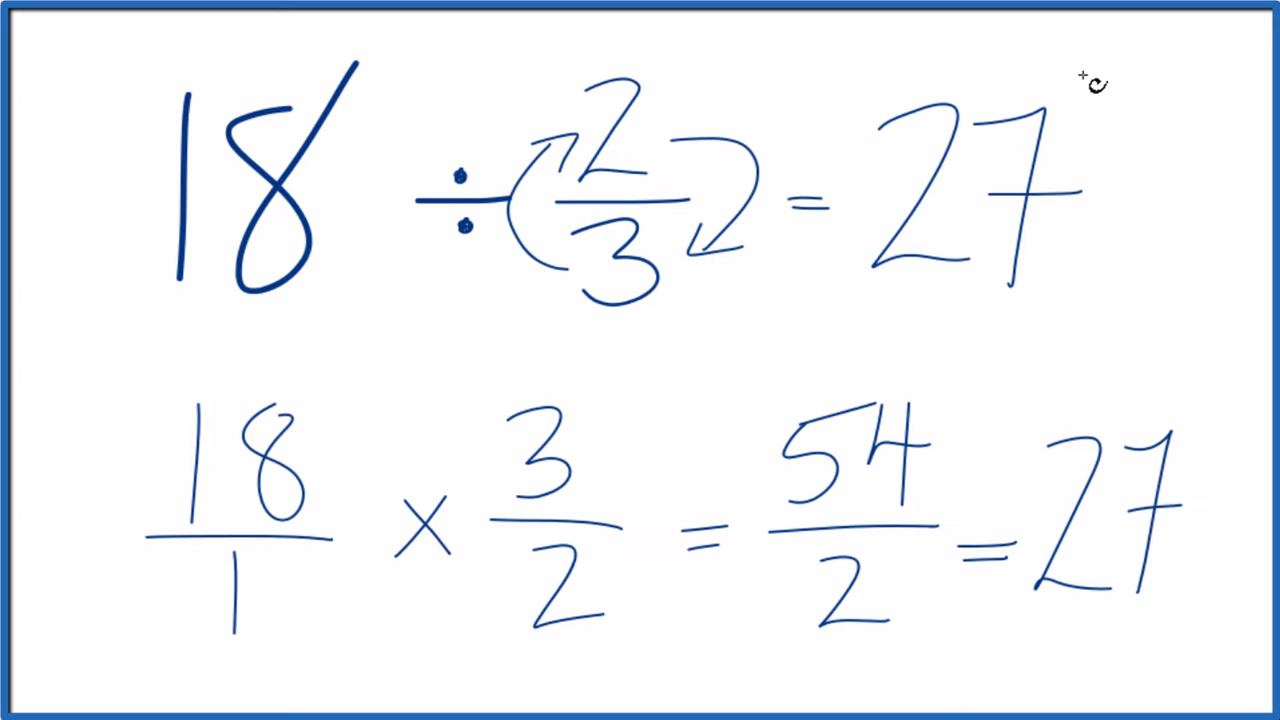 18 ÷ 2/3 = 27
18/1 × 3/2 = 54/2 = 27